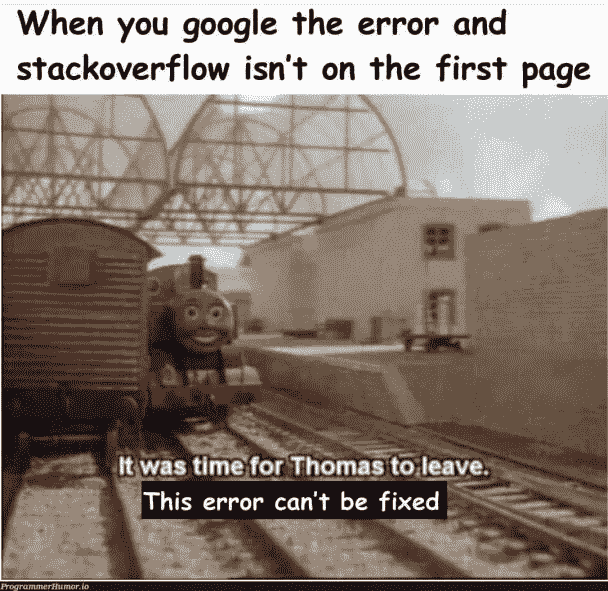 When you google the error and
stackoverflow isn't on the first page
It was time for Thomas to leave.
This error can't be fixed
ProgrammerHumor.io